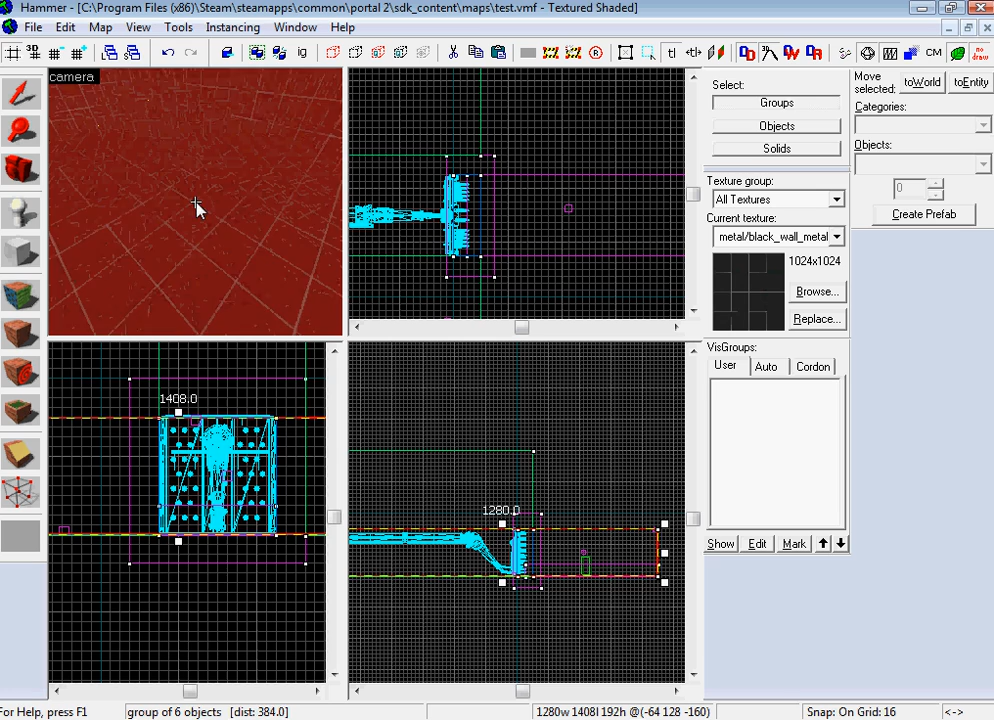 Hammer - [C:\Program Files (x86)\Steam\steamapps\common\portal 2\sdk_content\maps\test.vmf - Textured Shaded]
File Edit Map View Tools Instancing Window Help
3D ig tl <tl> CM no draw
camera
Select:
Groups
Objects
Solids
Texture group:
All Textures
Current texture:
metal/black_wall_metal
1024x1024
Browse...
Replace...
VisGroups:
User Auto Cordon
Show Edit Mark
Move selected:
toWorld toEntity
Categories:
Objects:
0
Create Prefab
1408.0
1280.0
For Help, press F1 group of 6 objects [dist: 384.0] 1280w 1408l 192h @(-64 128 -160) Snap: On Grid: 16 <->